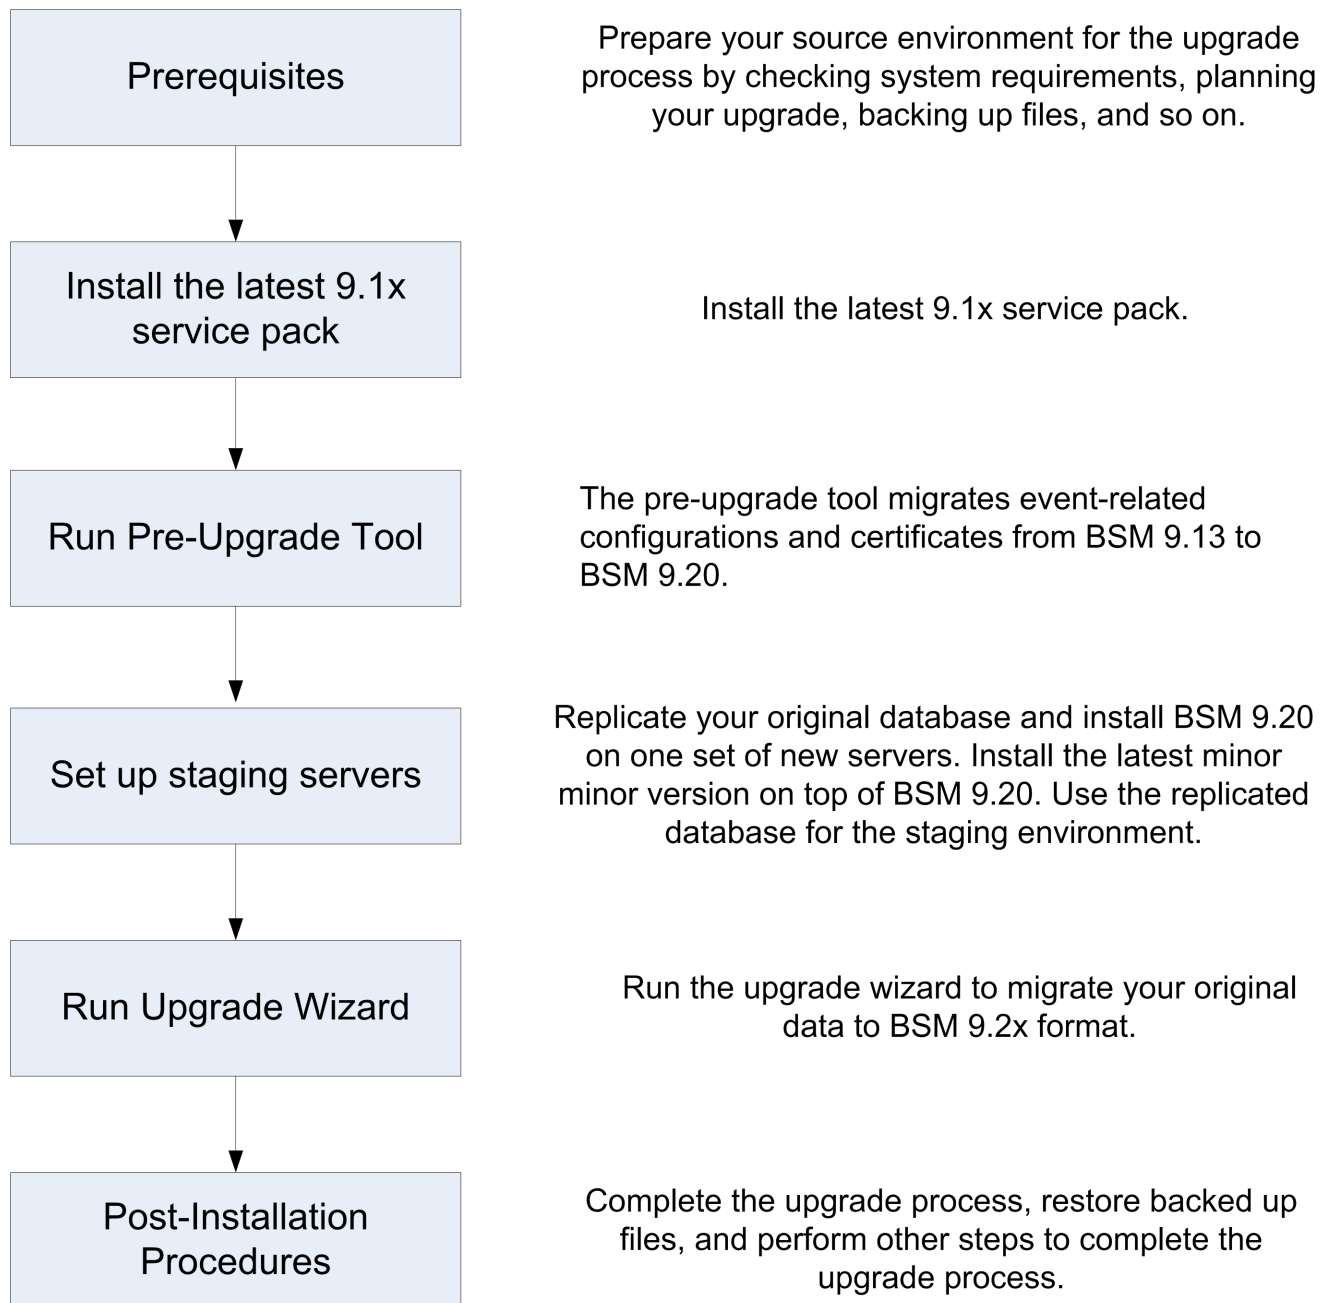 Prerequisites
Prepare your source environment for the upgrade
process by checking system requirements, planning
your upgrade, backing up files, and so on.
Install the latest 9.1x
service pack
Install the latest 9.1x service pack.
Run Pre-Upgrade Tool
The pre-upgrade tool migrates event-related
configurations and certificates from BSM 9.13 to
BSM 9.20.
Set up staging servers
Replicate your original database and install BSM 9.20
on one set of new servers. Install the latest minor
minor version on top of BSM 9.20. Use the replicated
database for the staging environment.
Run Upgrade Wizard
Run the upgrade wizard to migrate your original
data to BSM 9.2x format.
Post-Installation
Procedures
Complete the upgrade process, restore backed up
files, and perform other steps to complete the
upgrade process.